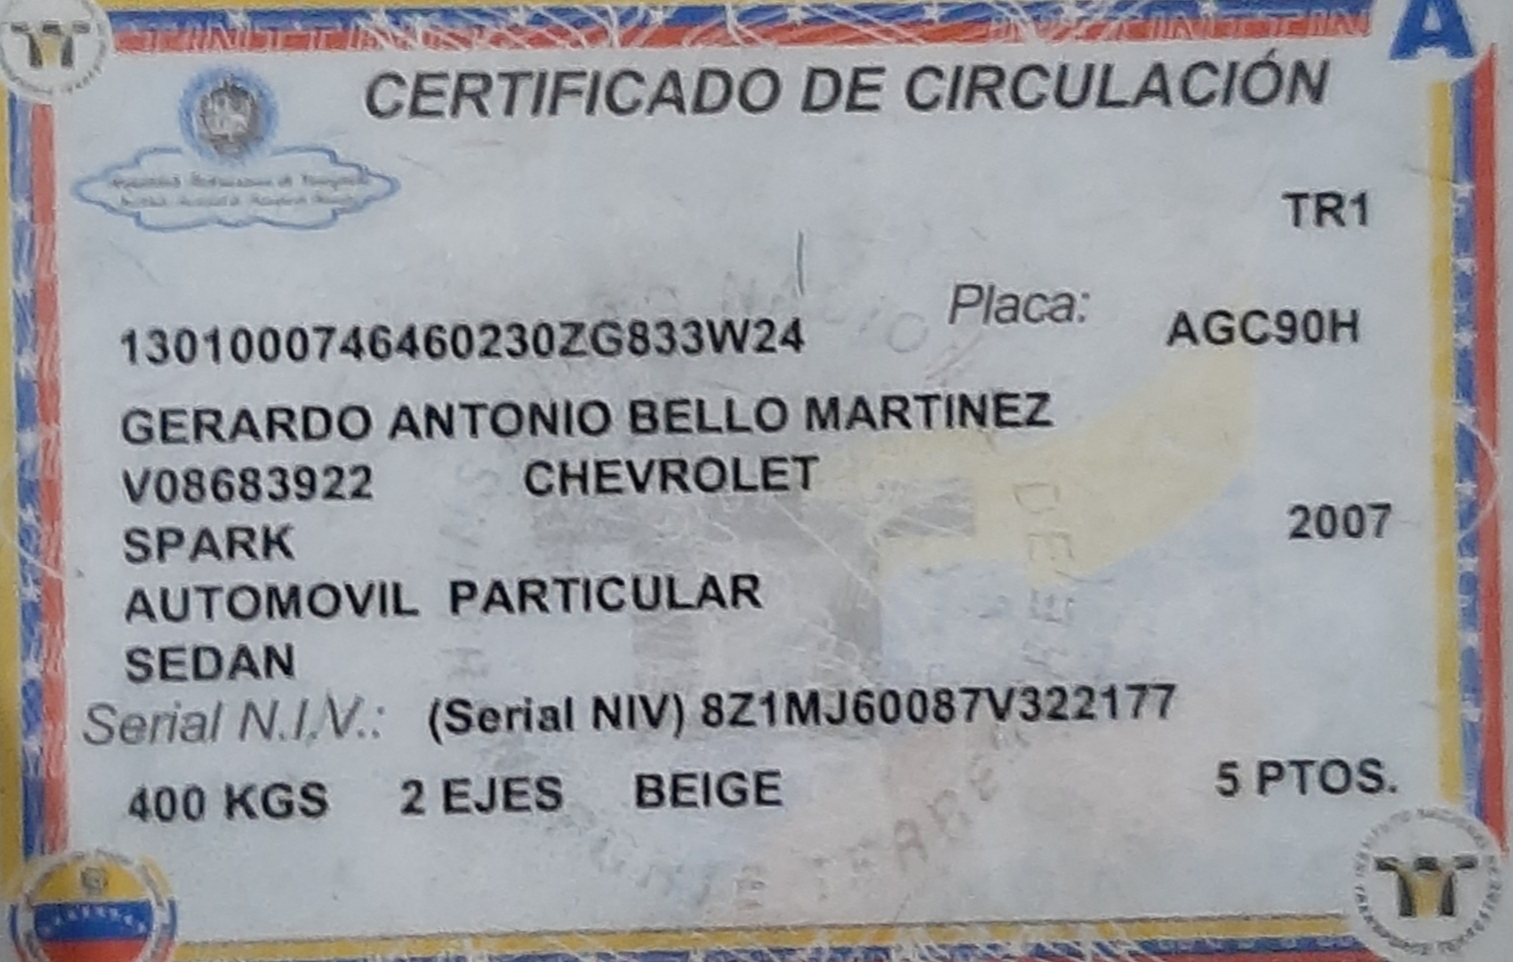 A
CERTIFICADO DE CIRCULACIÓN
TR1
1301000746460230ZG833W24 Placa: AGC90H
GERARDO ANTONIO BELLO MARTINEZ
V08683922 CHEVROLET
SPARK 2007
AUTOMOVIL PARTICULAR
SEDAN
Serial N.I.V.: (Serial NIV) 8Z1MJ60087V322177
400 KGS 2 EJES BEIGE 5 PTOS.